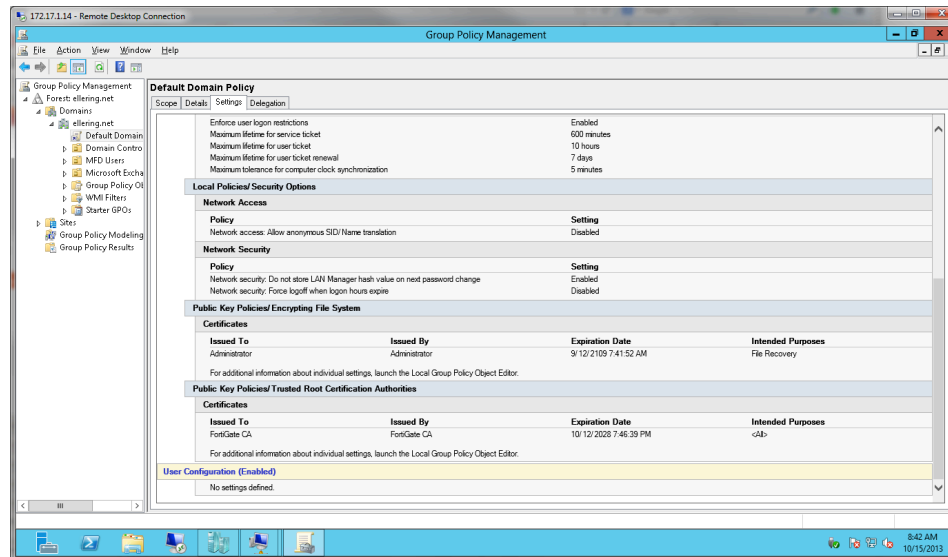 172.17.1.14 - Remote Desktop Connection
Group Policy Management
File Action View Window Help
Group Policy Management
Forest: ellering.net
Domains
ellering.net
Default Domain
Domain Contro
MFD Users
Microsoft Excha
Group Policy Ob
WMI Filters
Starter GPOs
Sites
Group Policy Modeling
Group Policy Results
Default Domain Policy
Scope Details Settings Delegation
Enforce user logon restrictions Enabled
Maximum lifetime for service ticket 600 minutes
Maximum lifetime for user ticket 10 hours
Maximum lifetime for user ticket renewal 7 days
Maximum tolerance for computer clock synchronization 5 minutes
Local Policies/Security Options
Network Access
Policy Setting
Network access: Allow anonymous SID/Name translation Disabled
Network Security
Policy Setting
Network security: Do not store LAN Manager hash value on next password change Enabled
Network security: Force logoff when logon hours expire Disabled
Public Key Policies/Encrypting File System
Certificates
Issued To Issued By Expiration Date Intended Purposes
Administrator Administrator 9/12/2109 7:41:52 AM File Recovery
For additional information about individual settings, launch the Local Group Policy Object Editor.
Public Key Policies/Trusted Root Certification Authorities
Certificates
Issued To Issued By Expiration Date Intended Purposes
FortiGate CA FortiGate CA 10/12/2028 7:46:39 PM <All>
For additional information about individual settings, launch the Local Group Policy Object Editor.
User Configuration (Enabled)
No settings defined.
8:42 AM
10/15/2013